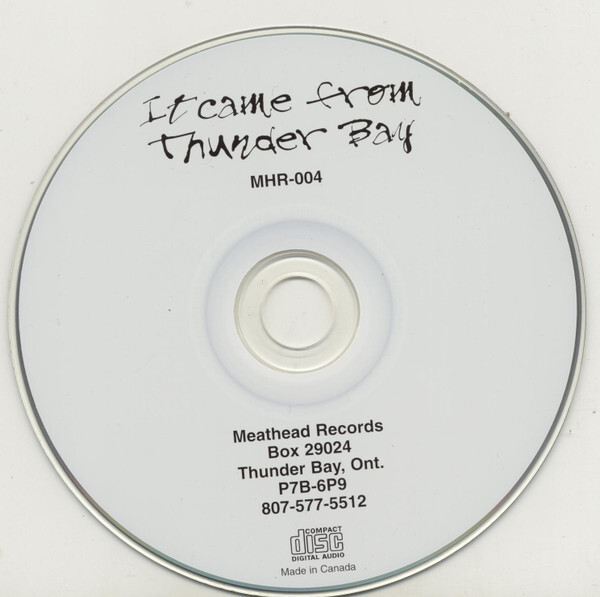 It came from
Thunder Bay
MHR-004
Meathead Records
Box 29024
Thunder Bay, Ont.
P7B-6P9
807-577-5512
COMPACT
disc
DIGITAL AUDIO
Made in Canada